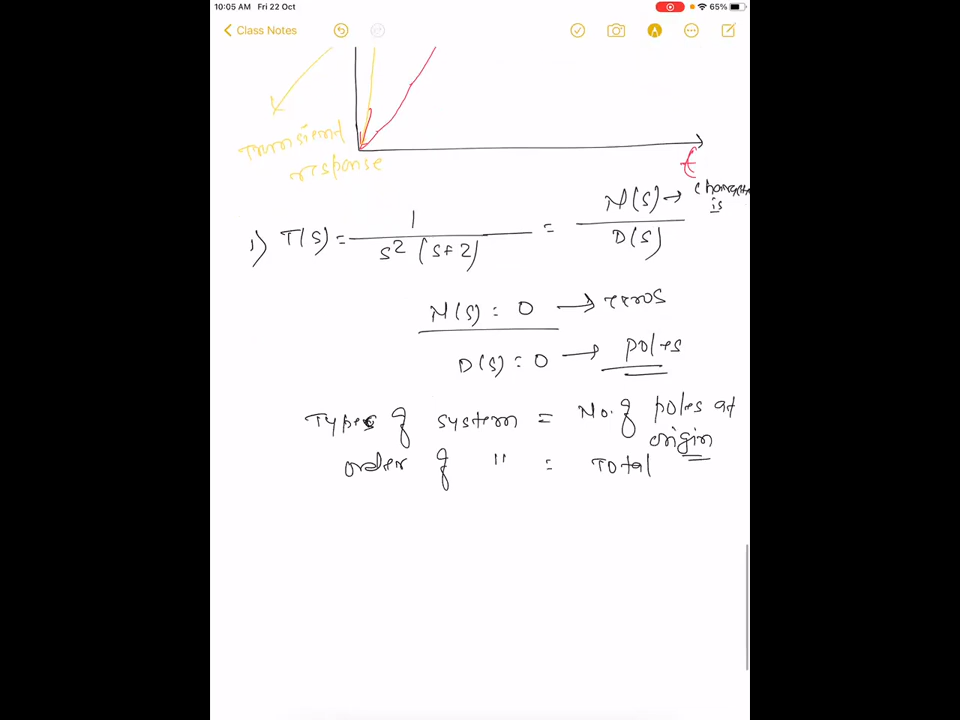 10:05 AM Fri 22 Oct
65%
Class Notes
Transient
response
t
1) T(s) = 1 / s² (s+2) = N(s) → / D(s)
is
N(s) = 0 → zeros
D(s) = 0 → poles
Types of system = No. of poles at
origin
order of " = Total